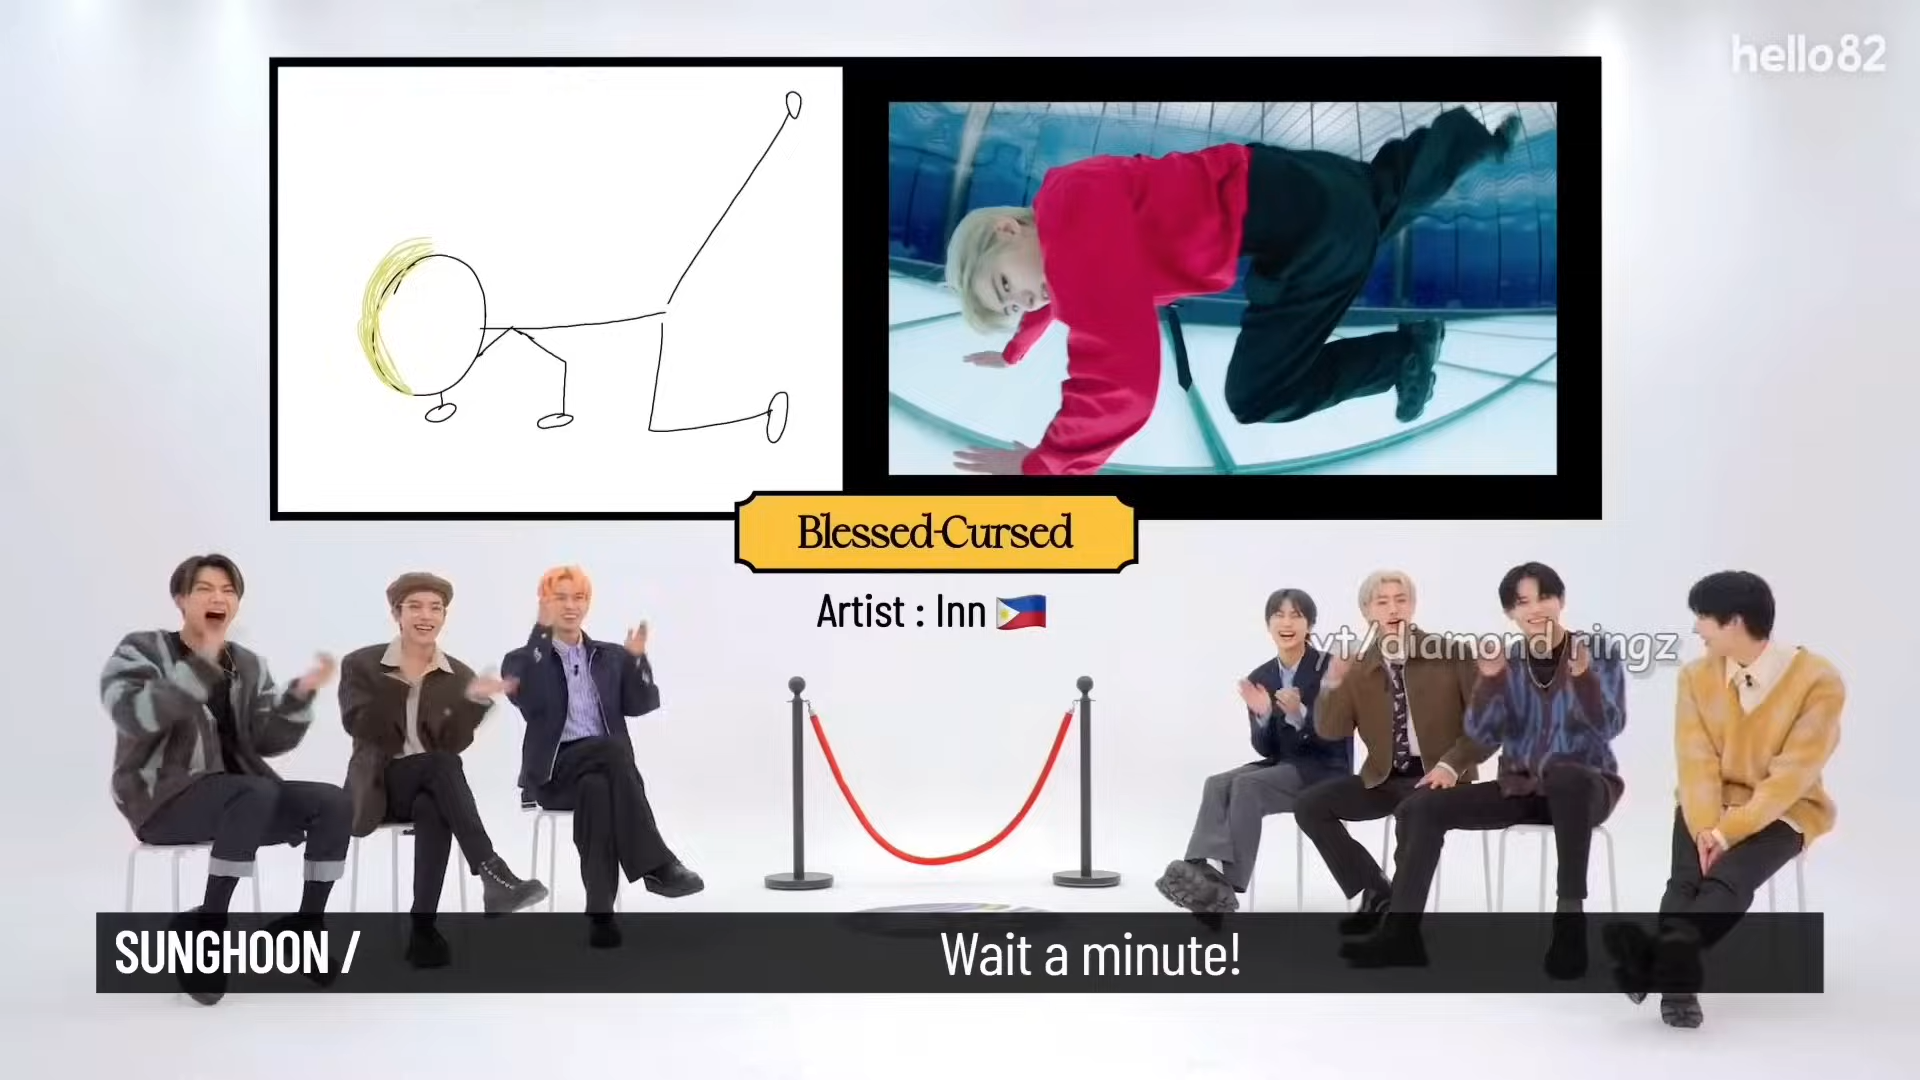 hello82
Blessed-Cursed
Artist : Inn
yt/diamond ringz
SUNGHOON /
Wait a minute!